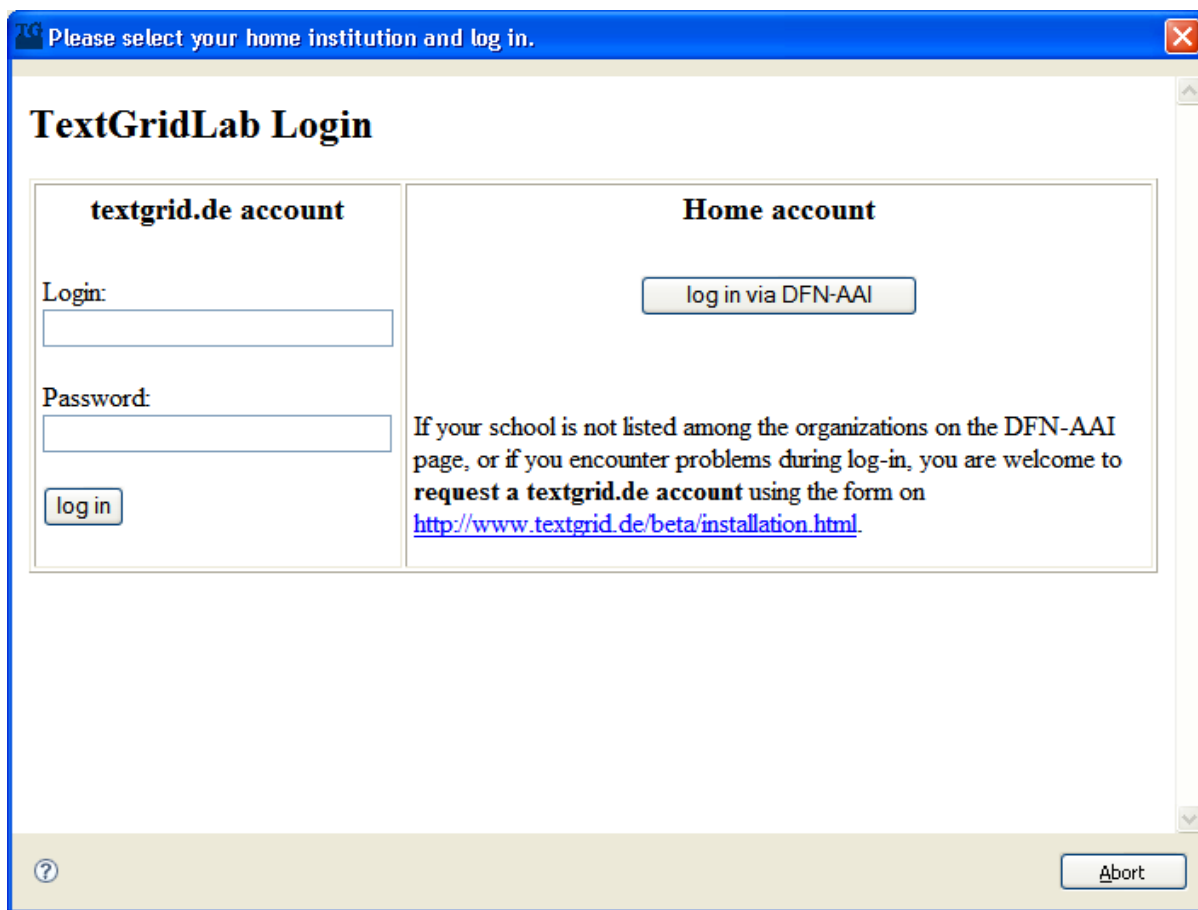 TG Please select your home institution and log in.
TextGridLab Login
textgrid.de account
Login:
Password:
log in
Home account
log in via DFN-AAI
If your school is not listed among the organizations on the DFN-AAI
page, or if you encounter problems during log-in, you are welcome to
request a textgrid.de account using the form on
http://www.textgrid.de/beta/installation.html.
?
Abort